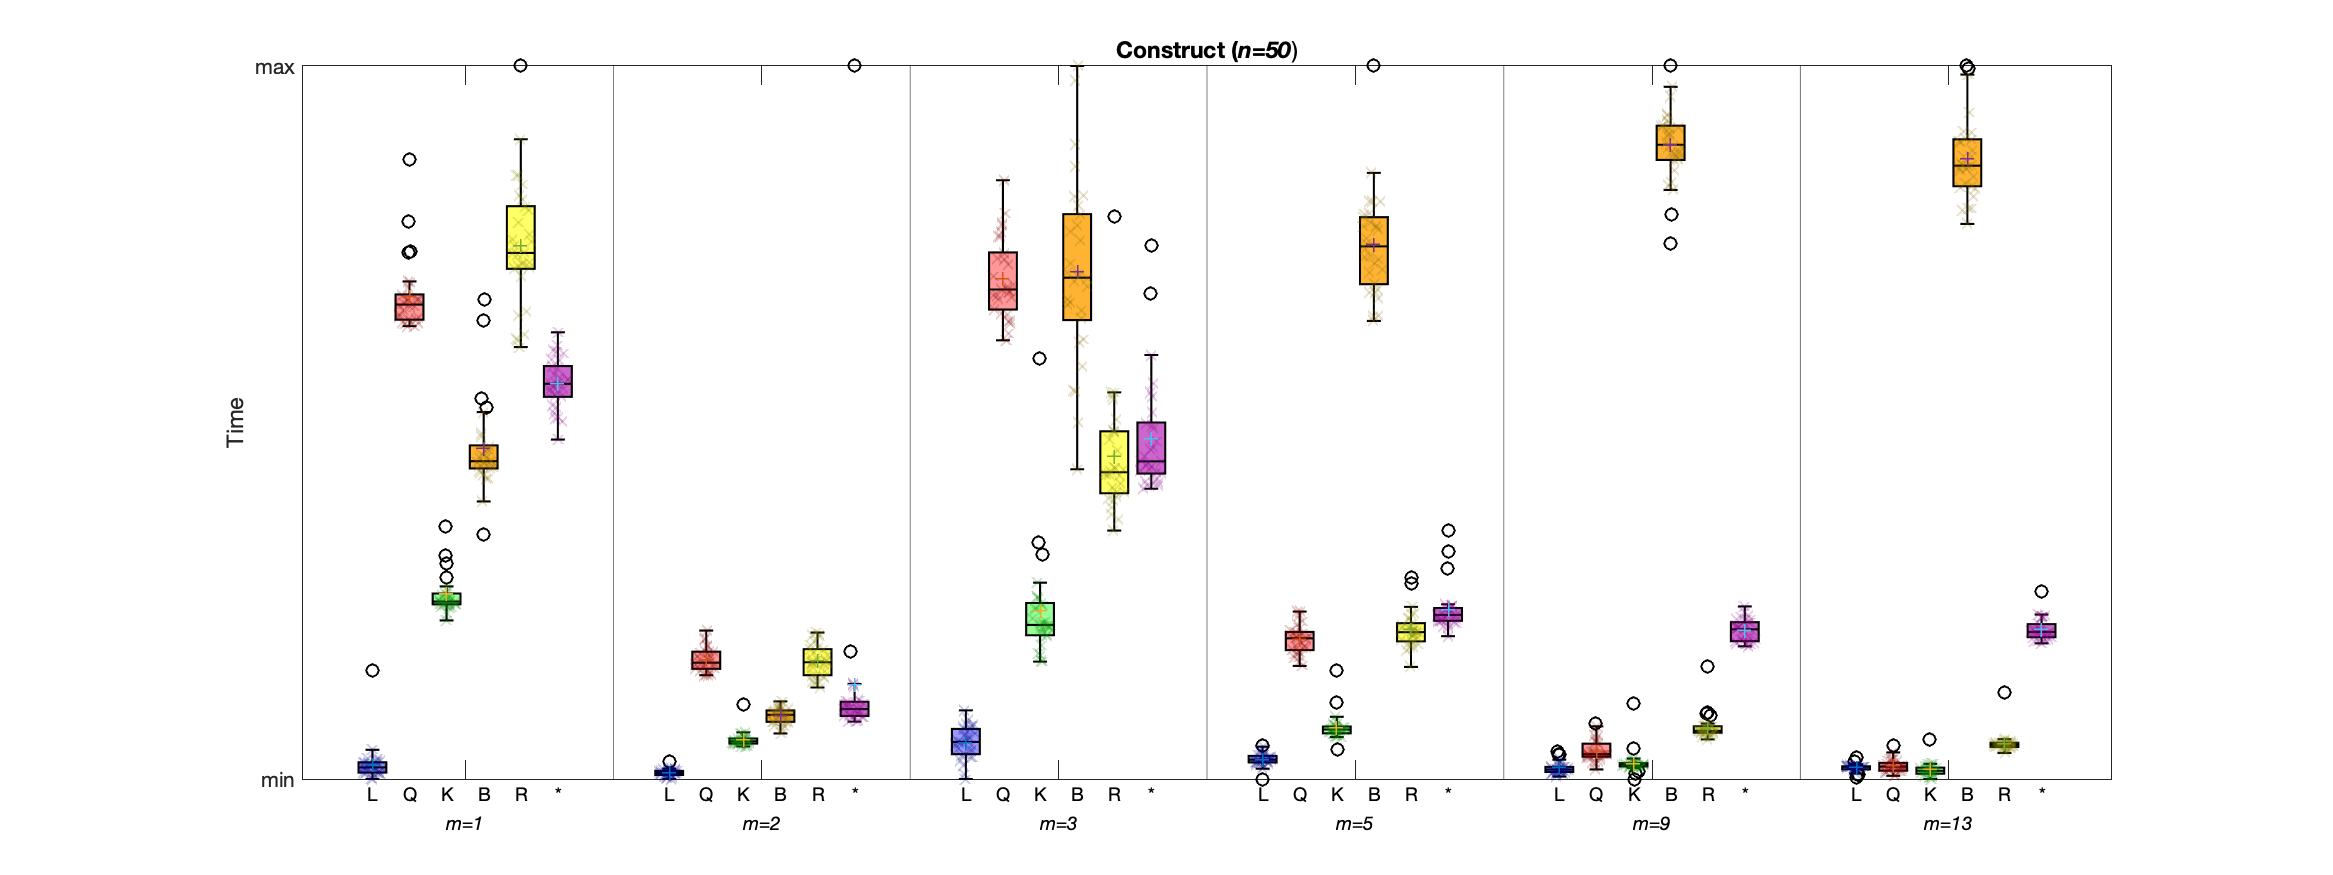 Construct (n=50)
max
Time
min
L Q K B R * L Q K B R * L Q K B R * L Q K B R * L Q K B R * L Q K B R *
m=1 m=2 m=3 m=5 m=9 m=13